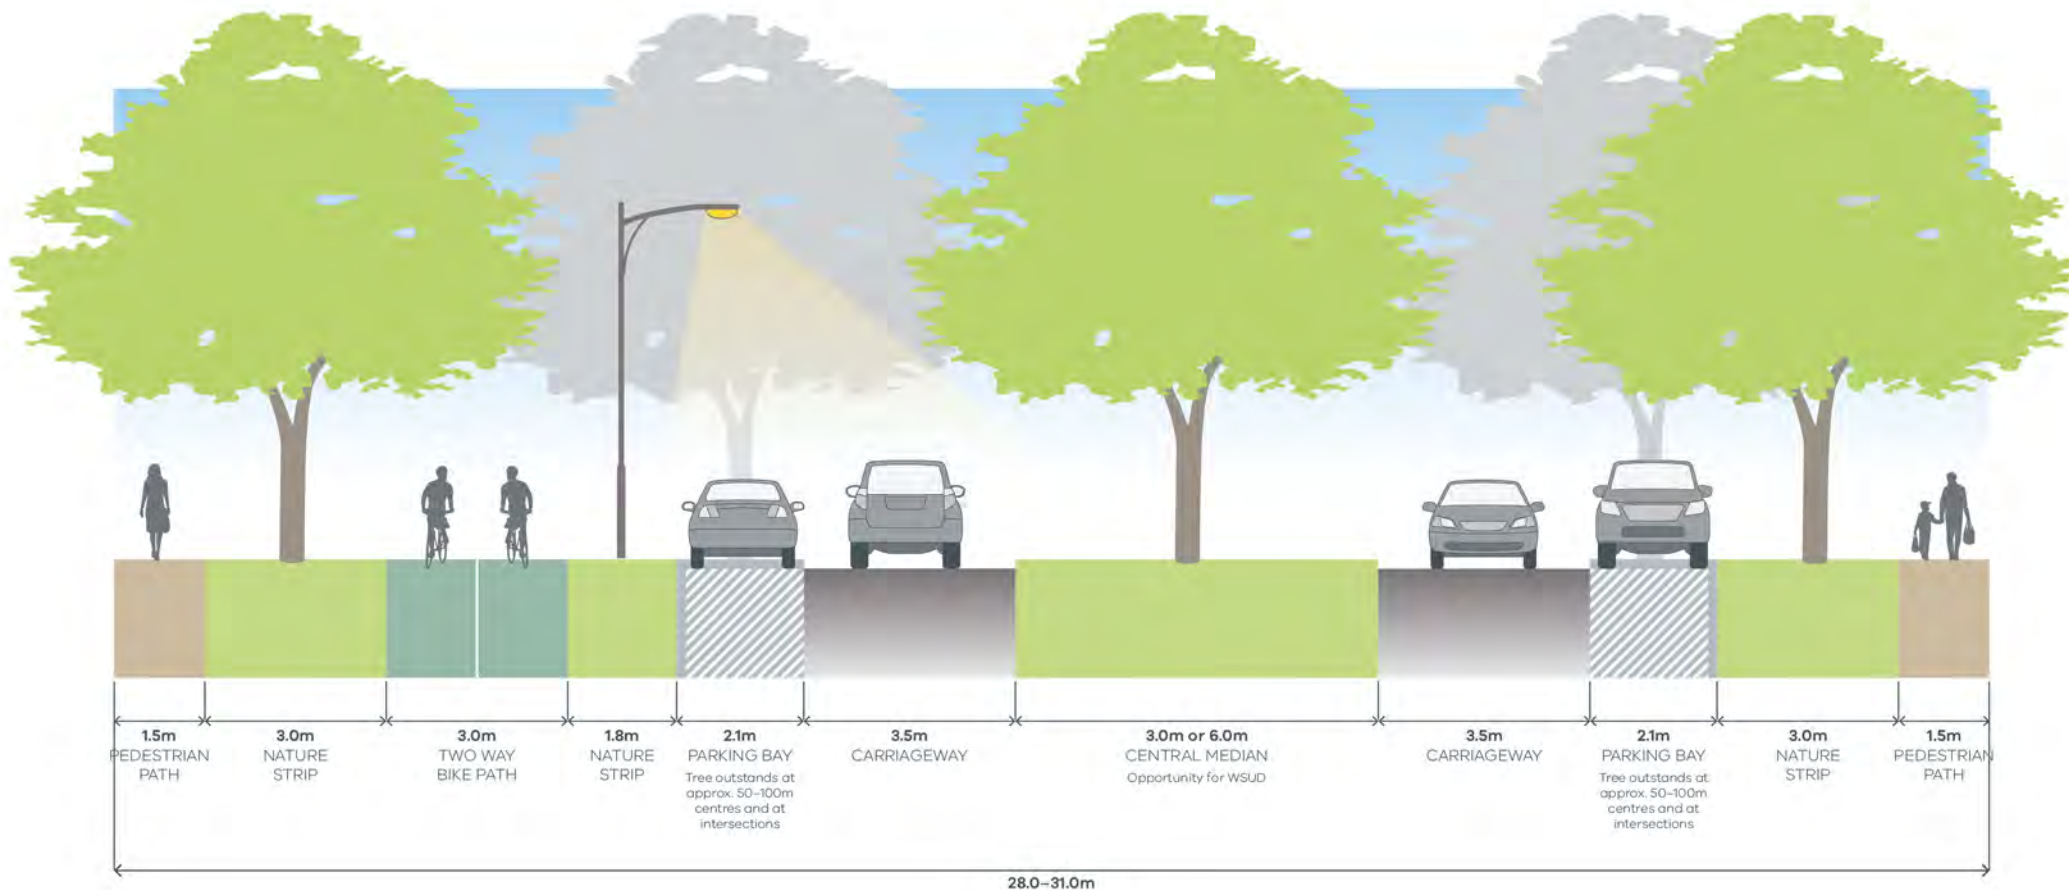 1.5m
PEDESTRIAN
PATH
3.0m
NATURE
STRIP
3.0m
TWO WAY
BIKE PATH
1.8m
NATURE
STRIP
2.1m
PARKING BAY
Tree outstands at
approx. 50–100m
centres and at
intersections
3.5m
CARRIAGEWAY
3.0m or 6.0m
CENTRAL MEDIAN
Opportunity for WSUD
3.5m
CARRIAGEWAY
2.1m
PARKING BAY
Tree outstands at
approx. 50–100m
centres and at
intersections
3.0m
NATURE
STRIP
1.5m
PEDESTRIAN
PATH
28.0–31.0m